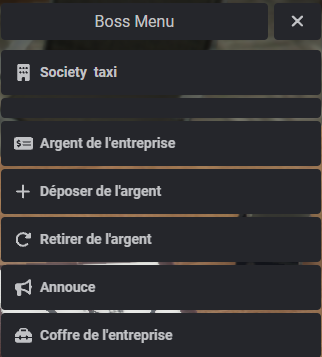 Boss Menu
Society taxi
Argent de l'entreprise
Déposer de l'argent
Retirer de l'argent
Annouce
Coffre de l'entreprise